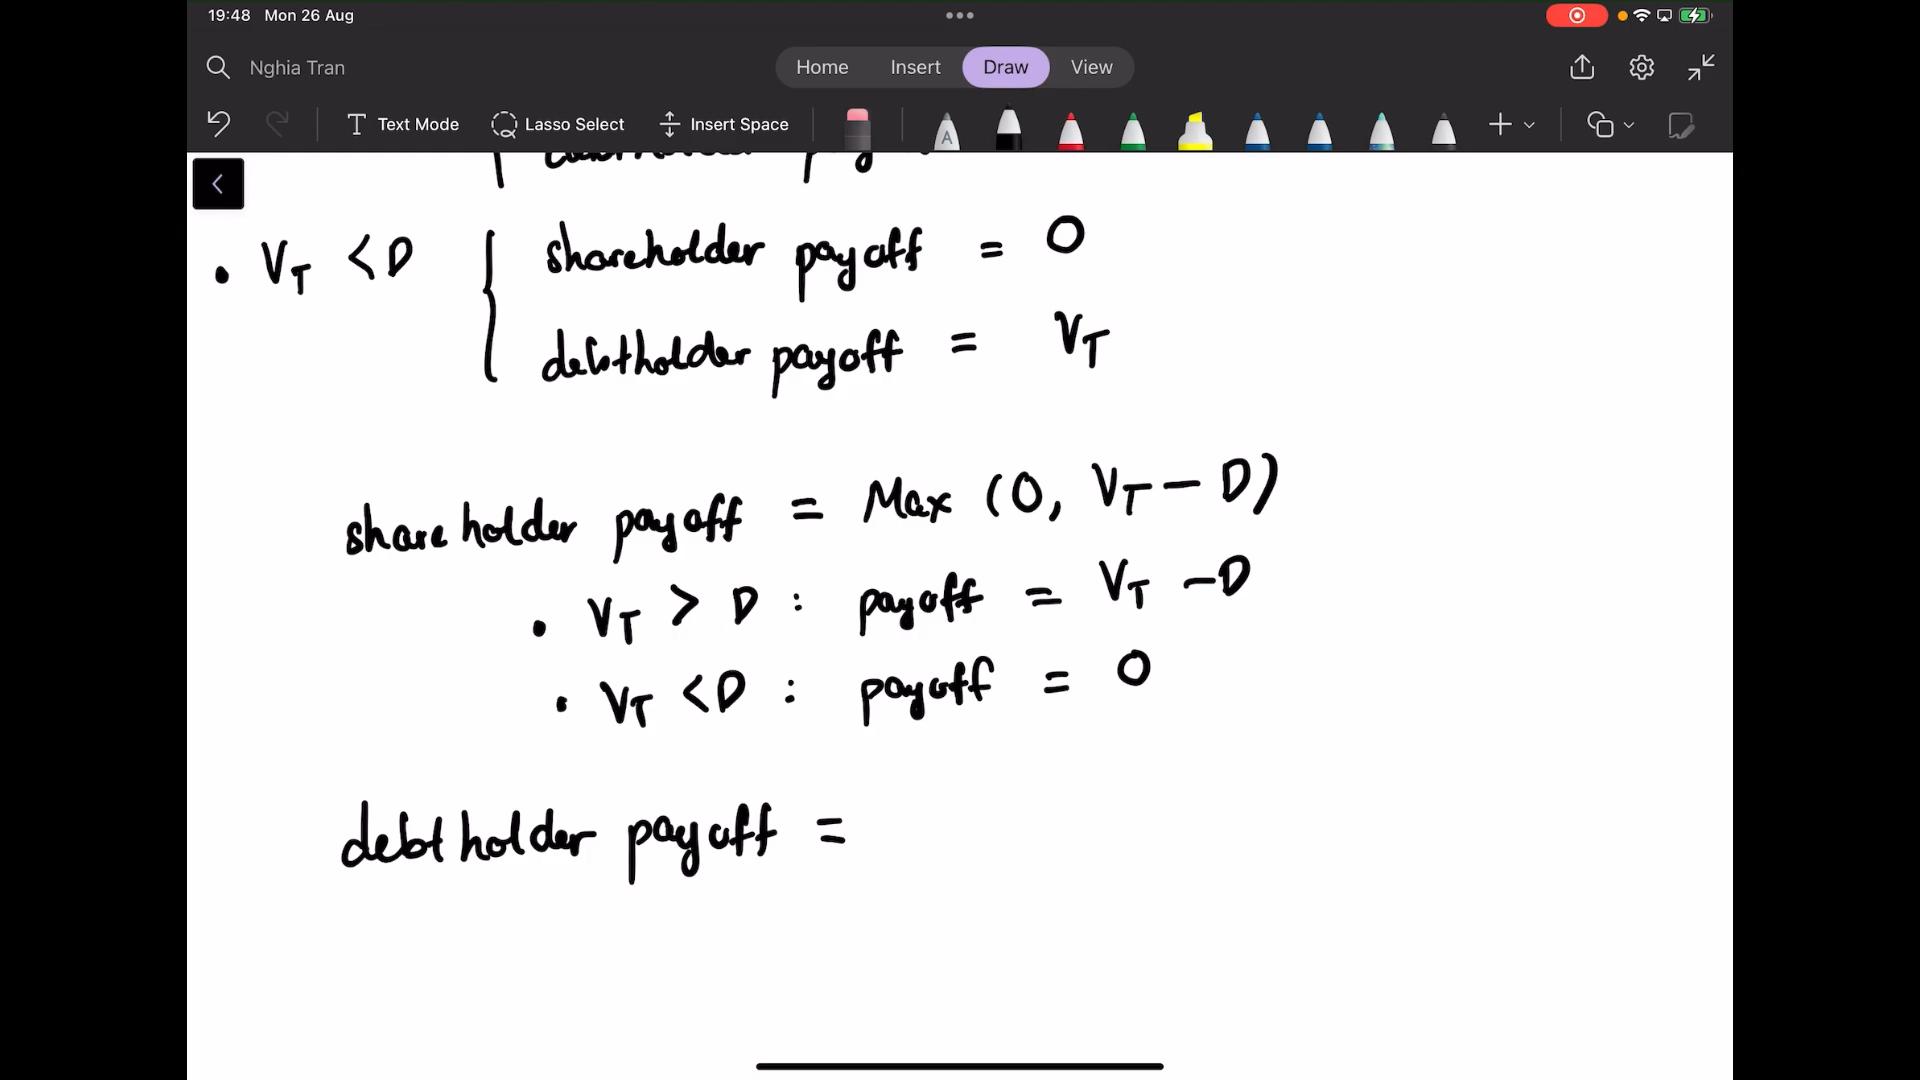 19:48 Mon 26 Aug
Nghia Tran
Home Insert Draw View
Text Mode Lasso Select Insert Space A
• V_T < D { shareholder payoff = 0
debtholder payoff = V_T
shareholder payoff = Max (0, V_T - D)
• V_T > D : payoff = V_T - D
• V_T < D : payoff = 0
debtholder payoff =